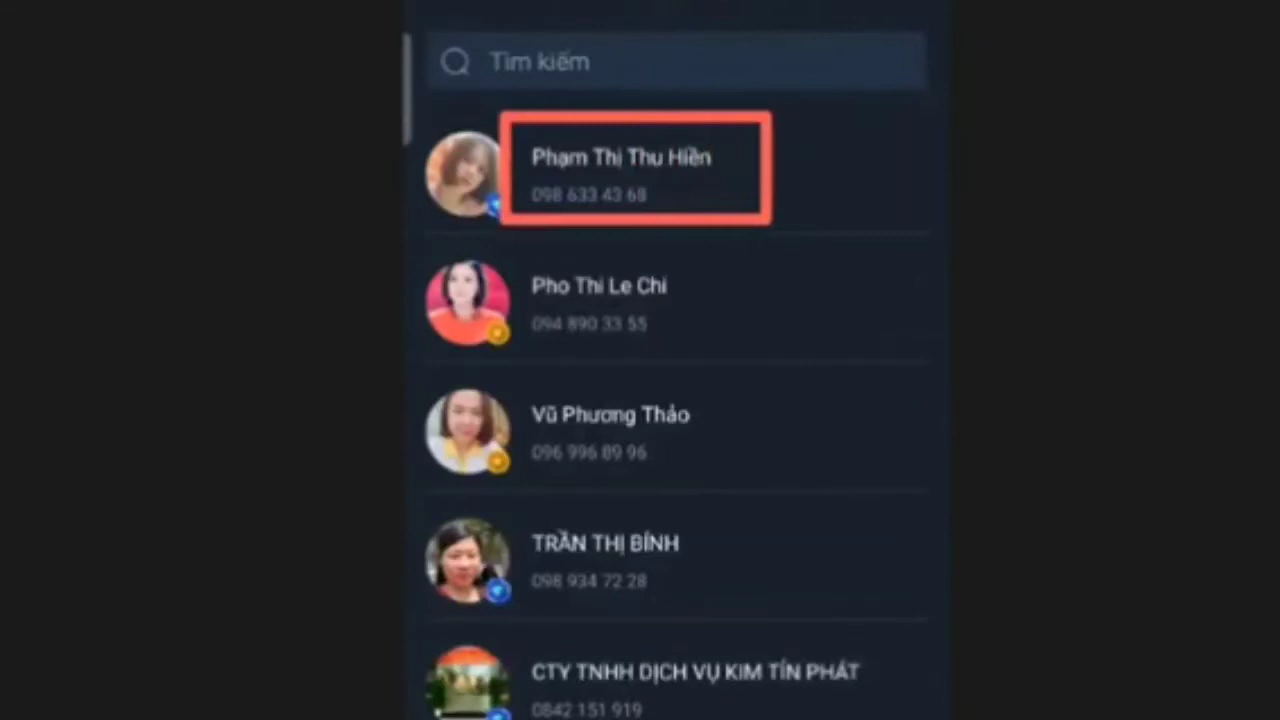 Tìm kiếm
Phạm Thị Thu Hiền
098 633 43 68
Pho Thi Le Chi
094 890 33 55
Vũ Phương Thảo
096 996 89 96
TRẦN THỊ BÍNH
098 934 72 28
CTY TNHH DỊCH VỤ KIM TÍN PHÁT
0842 151 919